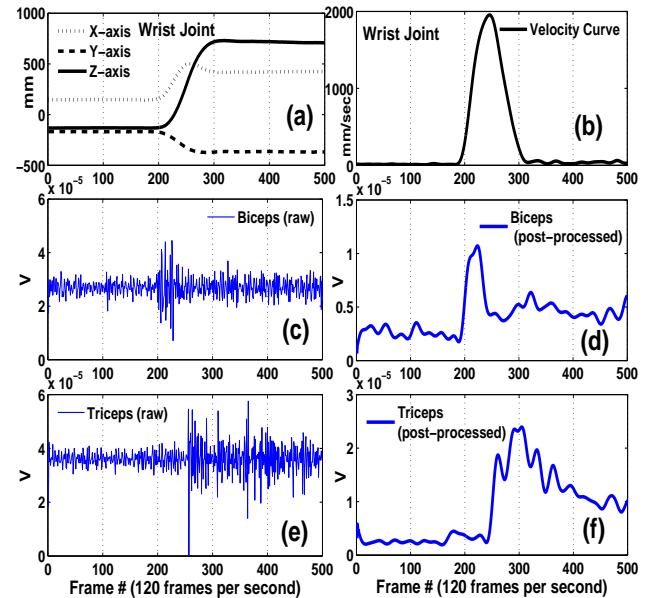 1000
500
0
−500
mm
X−axis
Y−axis
Z−axis
Wrist Joint
(a)
0 100 200 300 400 500
2000
1000
0
mm/sec
Wrist Joint
Velocity Curve
(b)
0 100 200 300 400 500
x 10 −5
6
4
2
0
V
Biceps (raw)
(c)
0 100 200 300 400 500
x 10 −5
1.5
1
0.5
0
V
Biceps
(post−processed)
(d)
0 100 200 300 400 500
x 10 −5
6
4
4
0
V
Triceps (raw)
(e)
0 100 200 300 400 500
Frame # (120 frames per second)
x 10 −5
3
2
1
0
V
Triceps
(post−processed)
(f)
0 100 200 300 400 500
Frame # (120 frames per second)